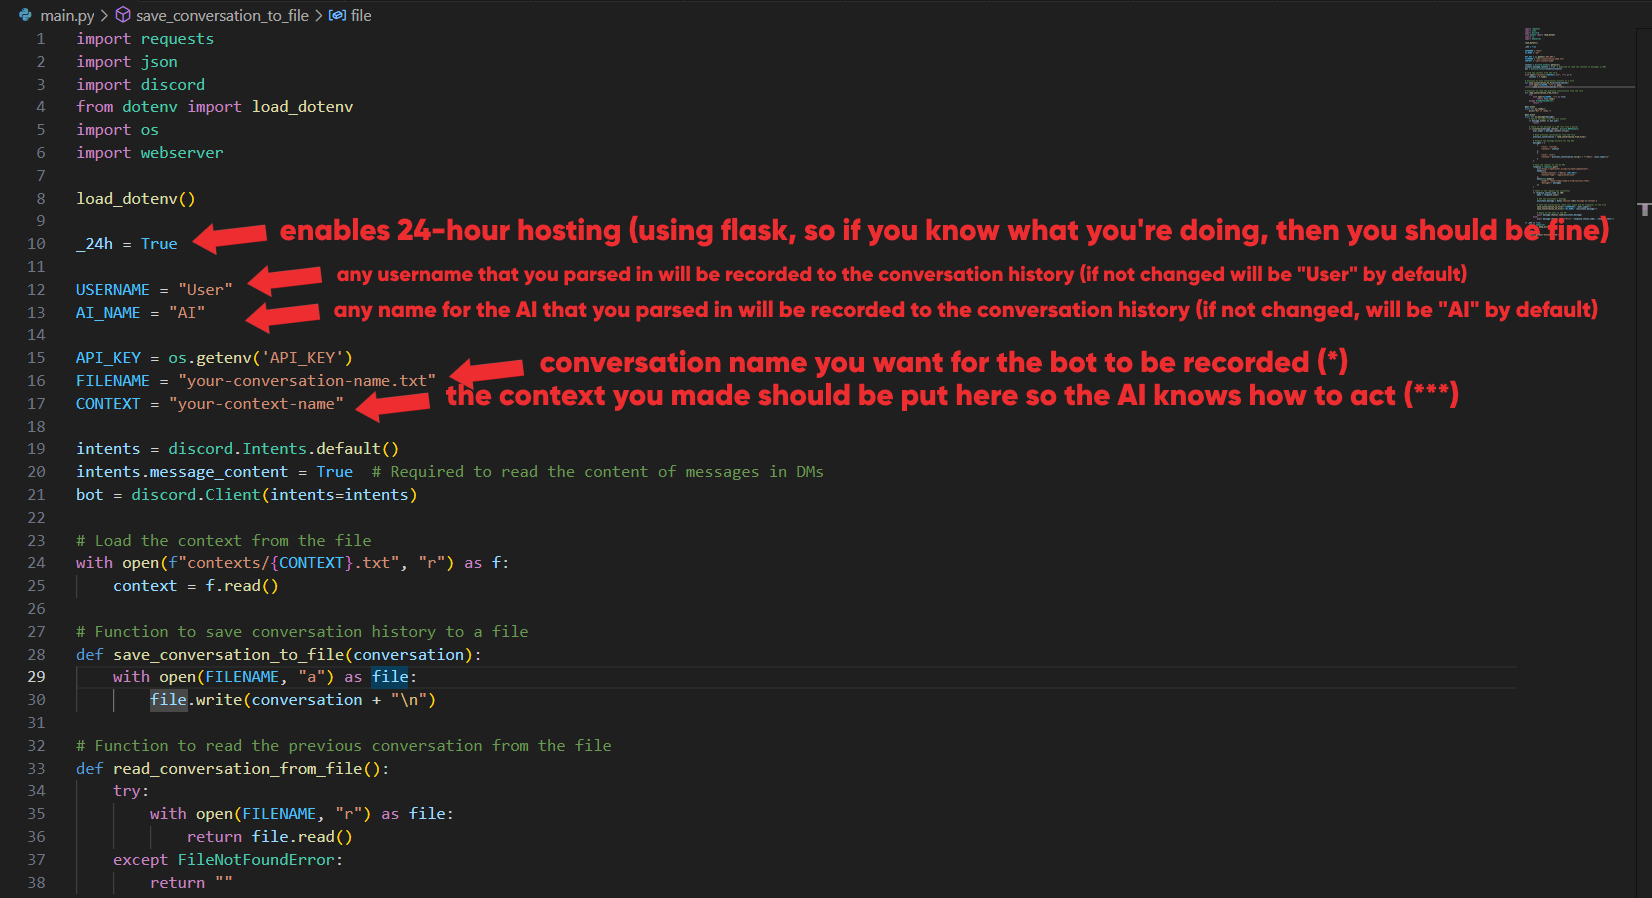 main.py > save_conversation_to_file > file
1 import requests
2 import json
3 import discord
4 from dotenv import load_dotenv
5 import os
6 import webserver
7
8 load_dotenv()
9
10 _24h = True enables 24-hour hosting (using flask, so if you know what you're doing, then you should be fine)
11
12 USERNAME = "User" any username that you parsed in will be recorded to the conversation history (if not changed will be "User" by default)
13 AI_NAME = "AI" any name for the AI that you parsed in will be recorded to the conversation history (if not changed, will be "AI" by default)
14
15 API_KEY = os.getenv('API_KEY') conversation name you want for the bot to be recorded (*)
16 FILENAME = "your-conversation-name.txt"
17 CONTEXT = "your-context-name" the context you made should be put here so the AI knows how to act (***)
18
19 intents = discord.Intents.default()
20 intents.message_content = True  # Required to read the content of messages in DMs
21 bot = discord.Client(intents=intents)
22
23 # Load the context from the file
24 with open(f"contexts/{CONTEXT}.txt", "r") as f:
25     context = f.read()
26
27 # Function to save conversation history to a file
28 def save_conversation_to_file(conversation):
29     with open(FILENAME, "a") as file:
30         file.write(conversation + "\n")
31
32 # Function to read the previous conversation from the file
33 def read_conversation_from_file():
34     try:
35         with open(FILENAME, "r") as file:
36             return file.read()
37     except FileNotFoundError:
38         return ""